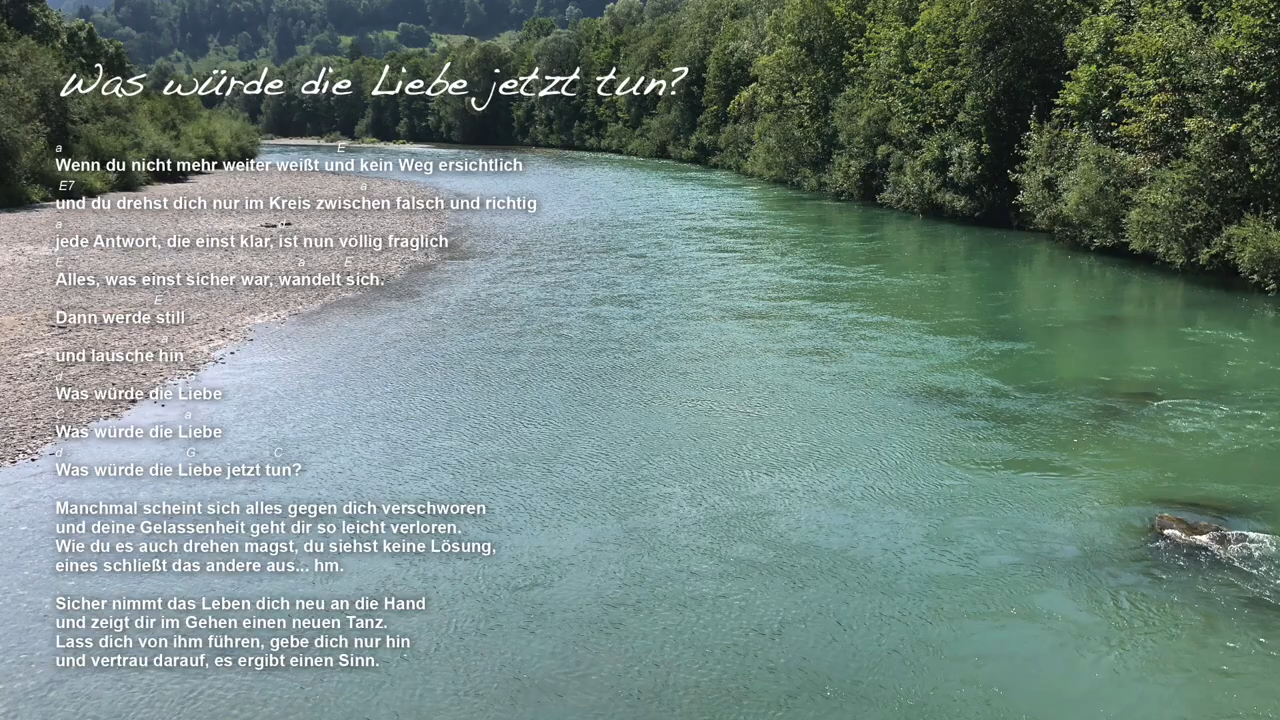 Was würde die Liebe jetzt tun?
a E
Wenn du nicht mehr weiter weißt und kein Weg ersichtlich
E7 a
und du drehst dich nur im Kreis zwischen falsch und richtig
a
jede Antwort, die einst klar, ist nun völlig fraglich
E a E
Alles, was einst sicher war, wandelt sich.
E
Dann werde still
a
und lausche hin
d
Was würde die Liebe
C a
Was würde die Liebe
d G C
Was würde die Liebe jetzt tun?
Manchmal scheint sich alles gegen dich verschworen
und deine Gelassenheit geht dir so leicht verloren.
Wie du es auch drehen magst, du siehst keine Lösung,
eines schließt das andere aus... hm.
Sicher nimmt das Leben dich neu an die Hand
und zeigt dir im Gehen einen neuen Tanz.
Lass dich von ihm führen, gebe dich nur hin
und vertrau darauf, es ergibt einen Sinn.